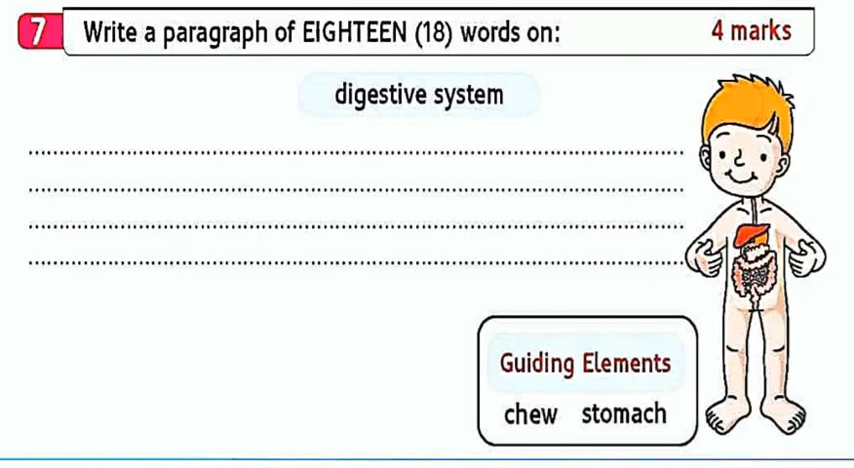 7 Write a paragraph of EIGHTEEN (18) words on: 4 marks
digestive system
Guiding Elements
chew stomach